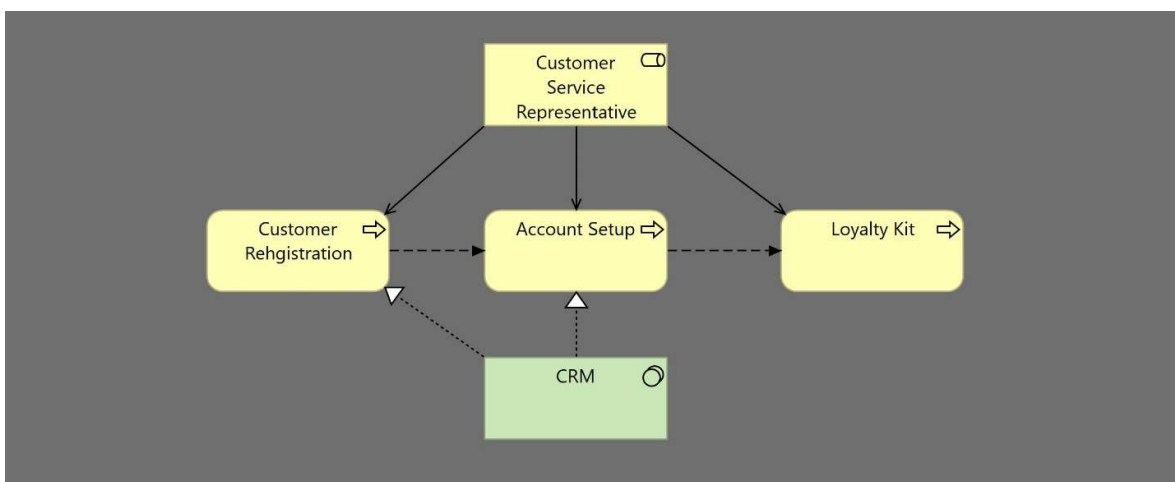 Customer
Service
Representative
Customer
Rehgistration
Account Setup
Loyalty Kit
CRM